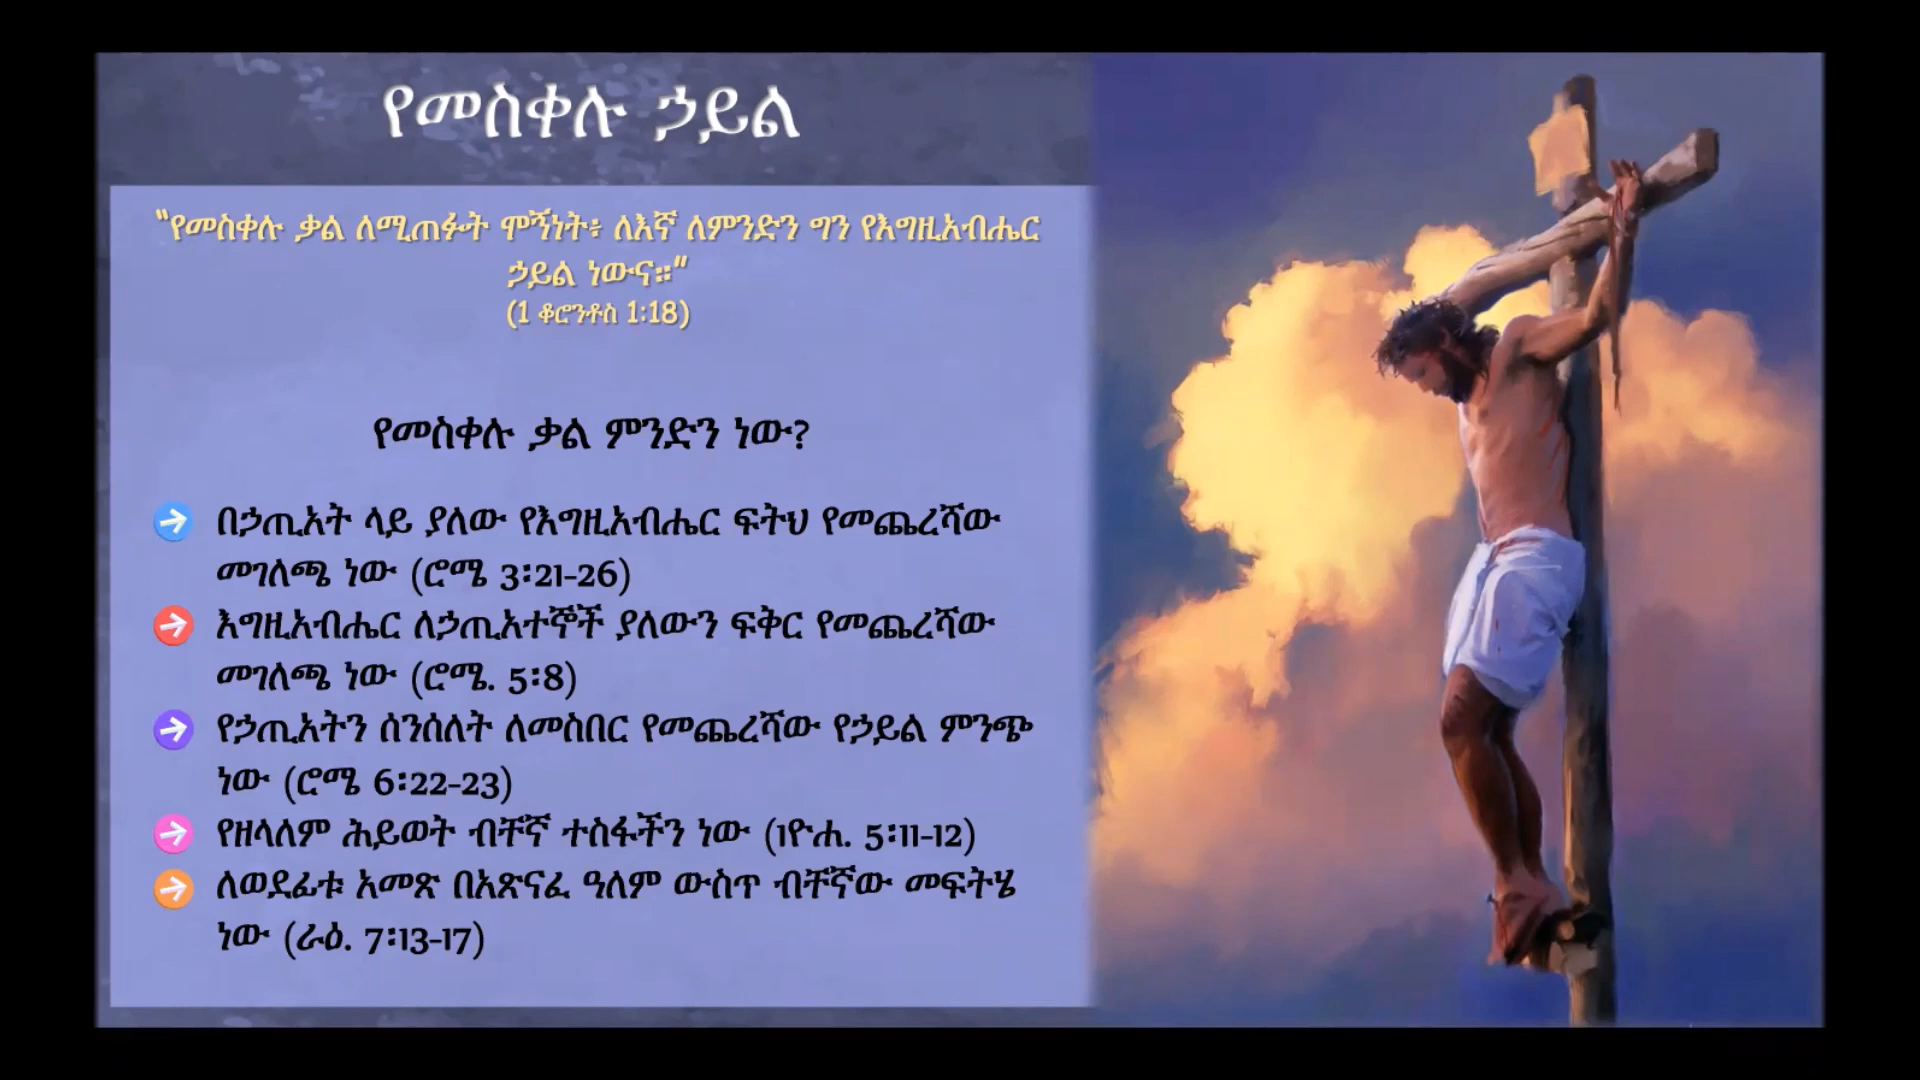 የመስቀሉ ኃይል
"የመስቀሉ ቃል ለሚጠፉት ሞኝነት፥ ለእኛ ለምንድን ግን የእግዚአብሔር
ኃይል ነውና።"
(1 ቆሮንቶስ 1:18)
የመስቀሉ ቃል ምንድን ነው?
በኃጢአት ላይ ያለው የእግዚአብሔር ፍትህ የመጨረሻው
መገለጫ ነው (ሮሜ 3፡21-26)
እግዚአብሔር ለኃጢአተኞች ያለውን ፍቅር የመጨረሻው
መገለጫ ነው (ሮሜ. 5፡8)
የኃጢአትን ሰንሰለት ለመስበር የመጨረሻው የኃይል ምንጭ
ነው (ሮሜ 6፡22-23)
የዘላለም ሕይወት ብቸኛ ተስፋችን ነው (1ዮሐ. 5፡11-12)
ለወደፊቱ አመጽ በአጽናፈ ዓለም ውስጥ ብቸኛው መፍትሄ
ነው (ራዕ. 7፡13-17)